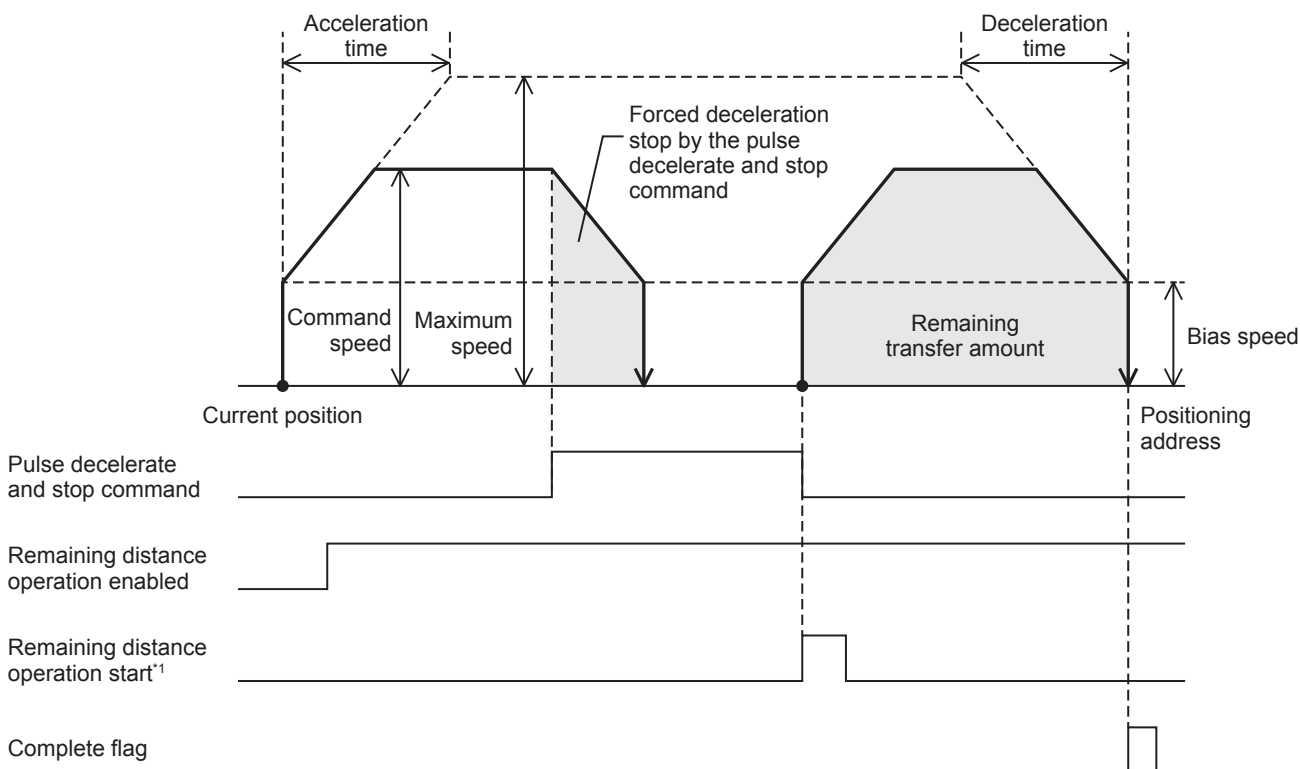 Acceleration
time
Deceleration
time
Forced deceleration
stop by the pulse
decelerate and stop
command
Command
speed
Maximum
speed
Remaining
transfer amount
Bias speed
Current position
Positioning
address
Pulse decelerate
and stop command
Remaining distance
operation enabled
Remaining distance
operation start*1
Complete flag